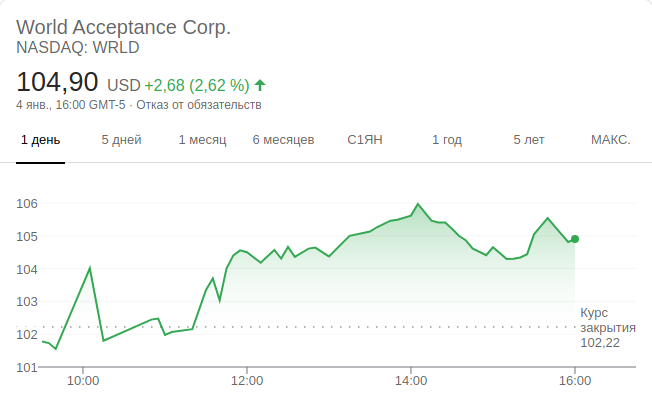 World Acceptance Corp.
NASDAQ: WRLD
104,90 USD +2,68 (2,62 %)
4 янв., 16:00 GMT-5 · Отказ от обязательств
1 день 5 дней 1 месяц 6 месяцев С1ЯН 1 год 5 лет МАКС.
106
105
104
103
102
101
Курс
закрытия
102,22
10:00 12:00 14:00 16:00